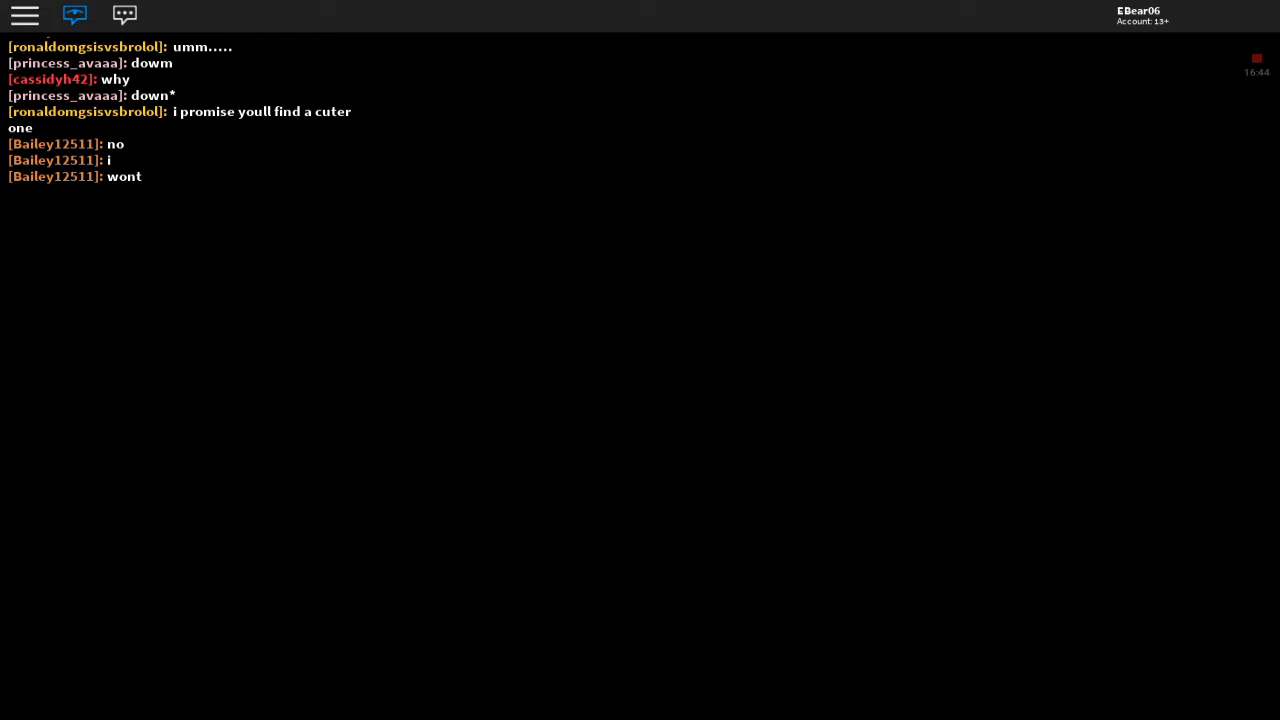 EBear06
Account: 13+
[ronaldomgsisvsbrolol]: umm.....
[princess_avaaa]: dowm
[cassidyh42]: why
[princess_avaaa]: down*
[ronaldomgsisvsbrolol]: i promise youll find a cuter
one
[Bailey12511]: no
[Bailey12511]: i
[Bailey12511]: wont
16:44